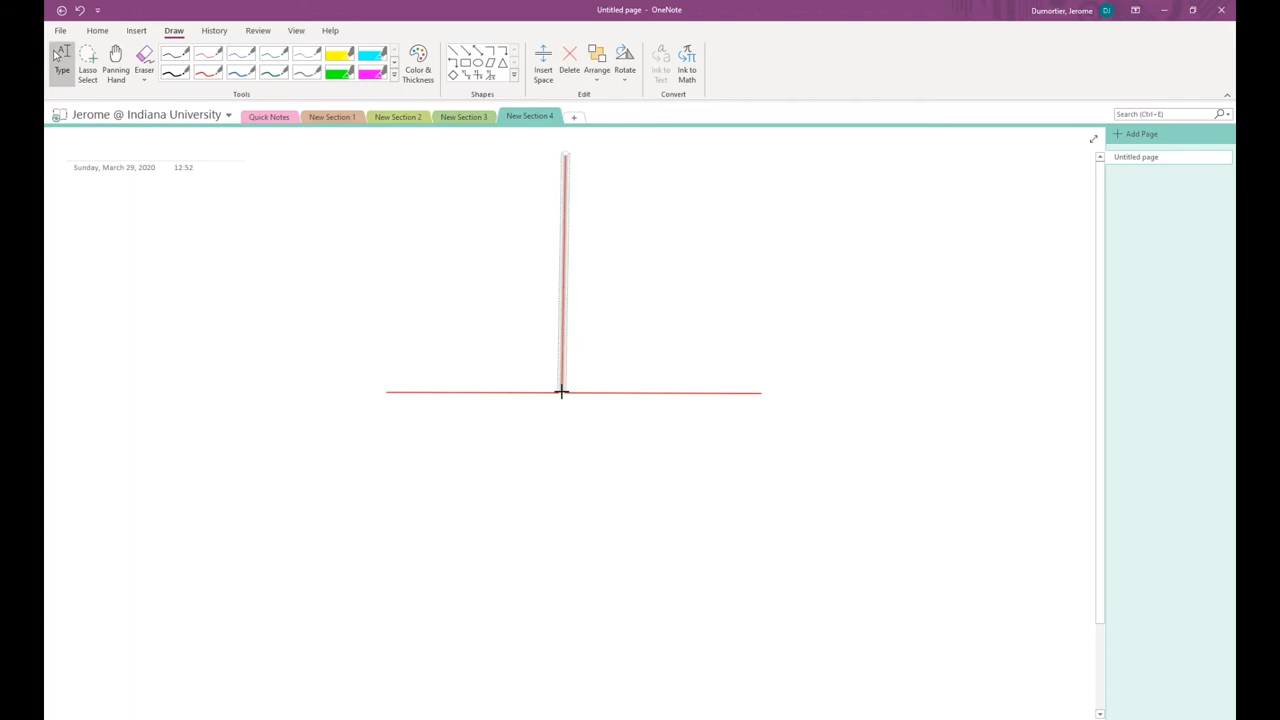 Untitled page - OneNote
Dumortier, Jerome
DJ
File Home Insert Draw History Review View Help
Type
Lasso Select
Panning Hand
Eraser
Color & Thickness
Insert Space
Delete
Arrange
Rotate
Ink to Text
Ink to Math
Tools
Shapes
Edit
Convert
Jerome @ Indiana University
Quick Notes
New Section 1
New Section 2
New Section 3
New Section 4
Search (Ctrl+E)
Add Page
Untitled page
Sunday, March 29, 2020 12:52